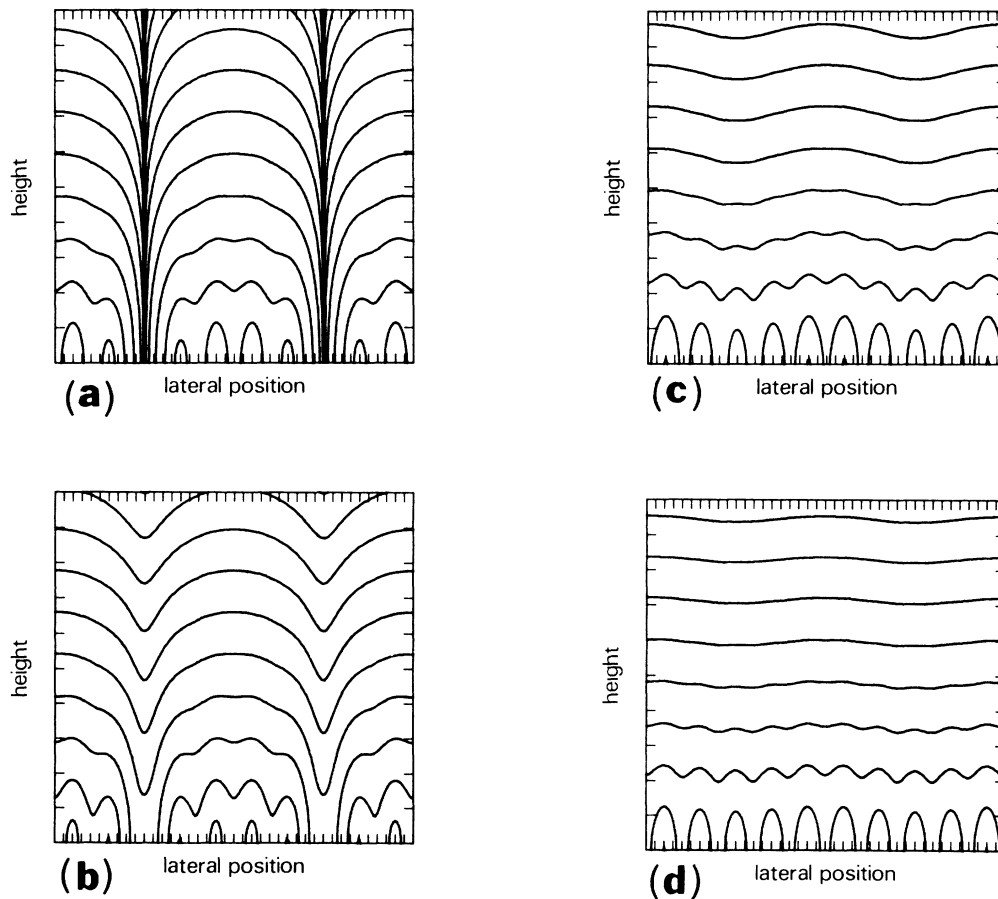 height
lateral position
(a)
height
lateral position
(c)
height
lateral position
(b)
height
lateral position
(d)